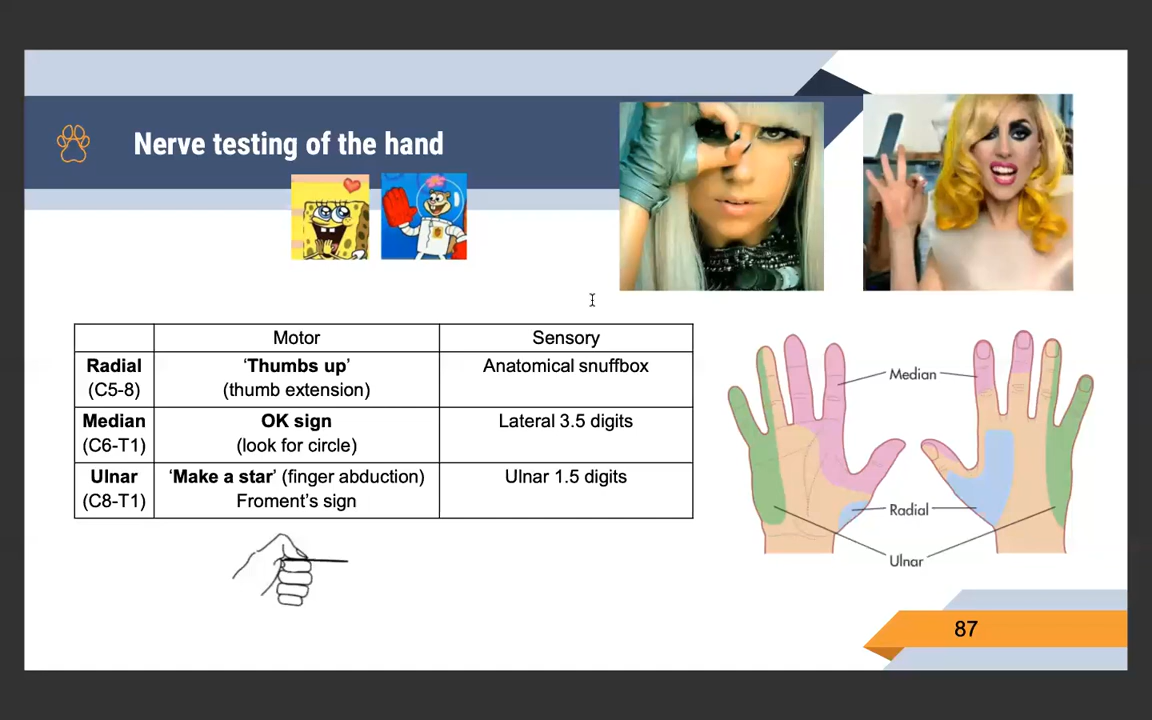 Nerve testing of the hand
Motor
Sensory
Radial
(C5-8)
‘Thumbs up’
(thumb extension)
Anatomical snuffbox
Median
(C6-T1)
OK sign
(look for circle)
Lateral 3.5 digits
Ulnar
(C8-T1)
‘Make a star’ (finger abduction)
Froment’s sign
Ulnar 1.5 digits
Median
Radial
Ulnar
87